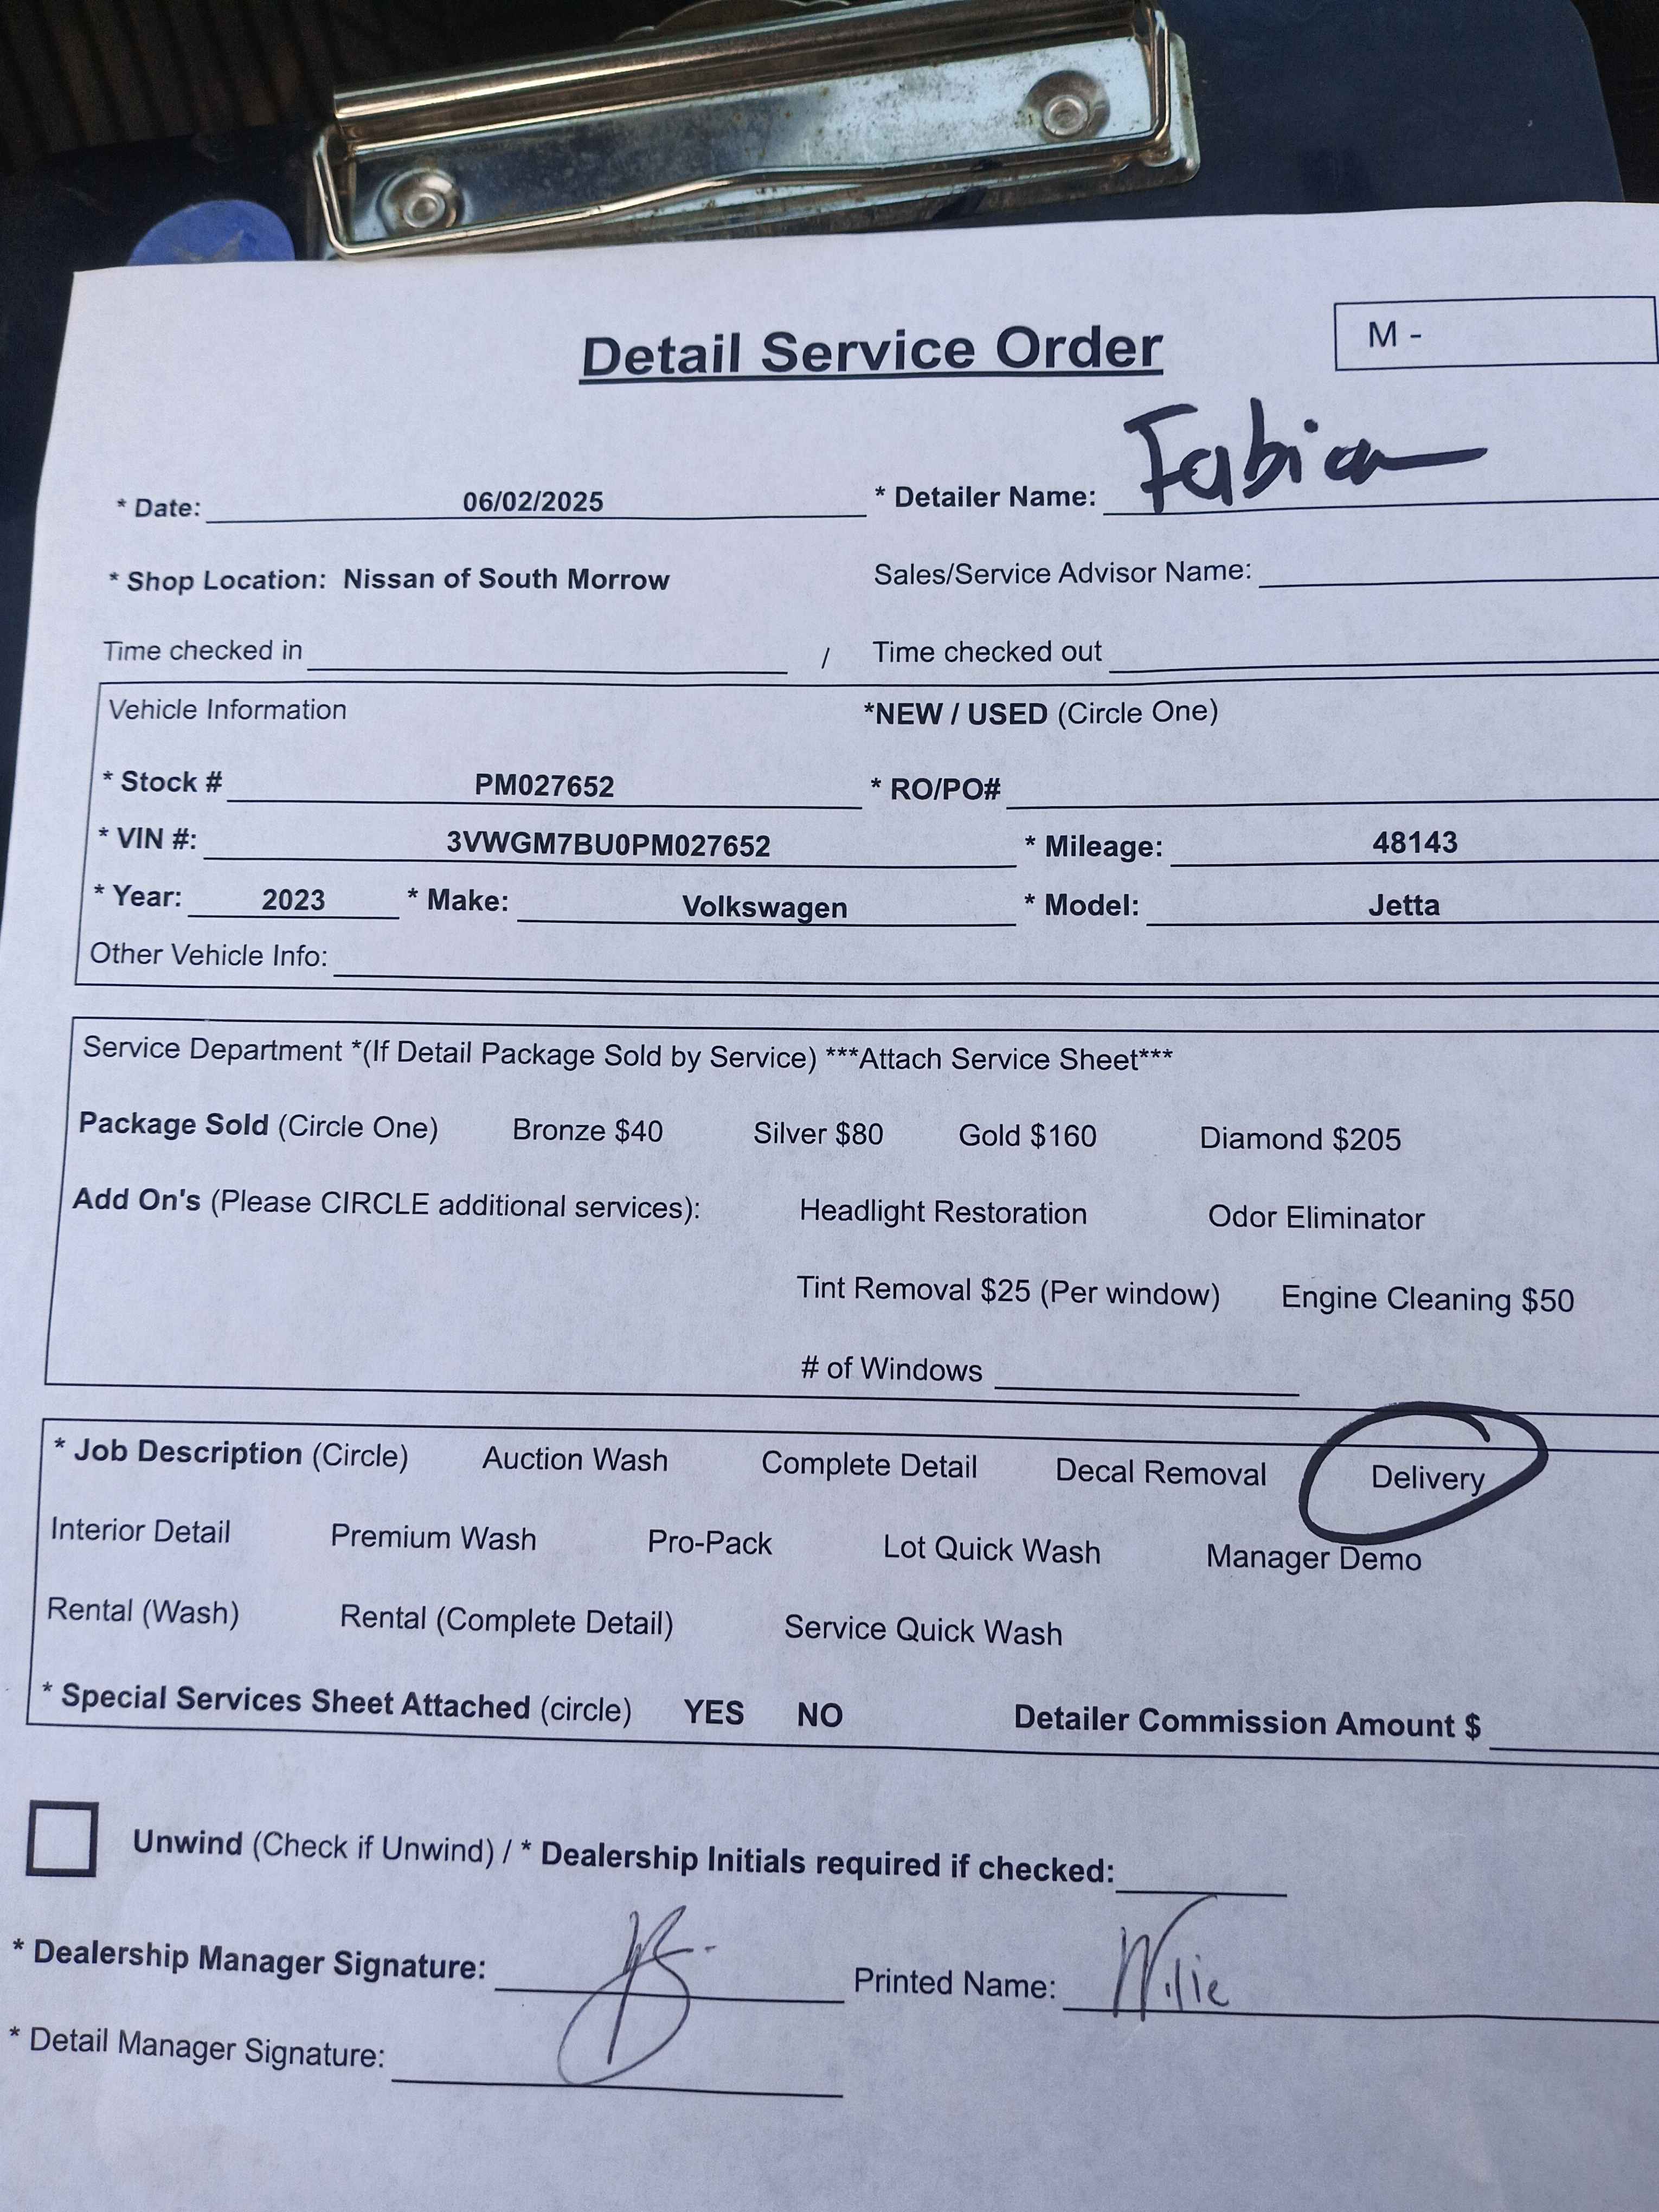 Detail Service Order
M -
* Date: 06/02/2025 * Detailer Name: Fabian
* Shop Location: Nissan of South Morrow Sales/Service Advisor Name:
Time checked in / Time checked out
Vehicle Information *NEW / USED (Circle One)
* Stock # PM027652 * RO/PO#
* VIN #: 3VWGM7BU0PM027652 * Mileage: 48143
* Year: 2023 * Make: Volkswagen * Model: Jetta
Other Vehicle Info:
Service Department *(If Detail Package Sold by Service) ***Attach Service Sheet***
Package Sold (Circle One) Bronze $40 Silver $80 Gold $160 Diamond $205
Add On's (Please CIRCLE additional services): Headlight Restoration Odor Eliminator
Tint Removal $25 (Per window) Engine Cleaning $50
# of Windows
* Job Description (Circle) Auction Wash Complete Detail Decal Removal Delivery
Interior Detail Premium Wash Pro-Pack Lot Quick Wash Manager Demo
Rental (Wash) Rental (Complete Detail) Service Quick Wash
* Special Services Sheet Attached (circle) YES NO Detailer Commission Amount $
Unwind (Check if Unwind) / * Dealership Initials required if checked:
* Dealership Manager Signature: Printed Name: Willie
* Detail Manager Signature: